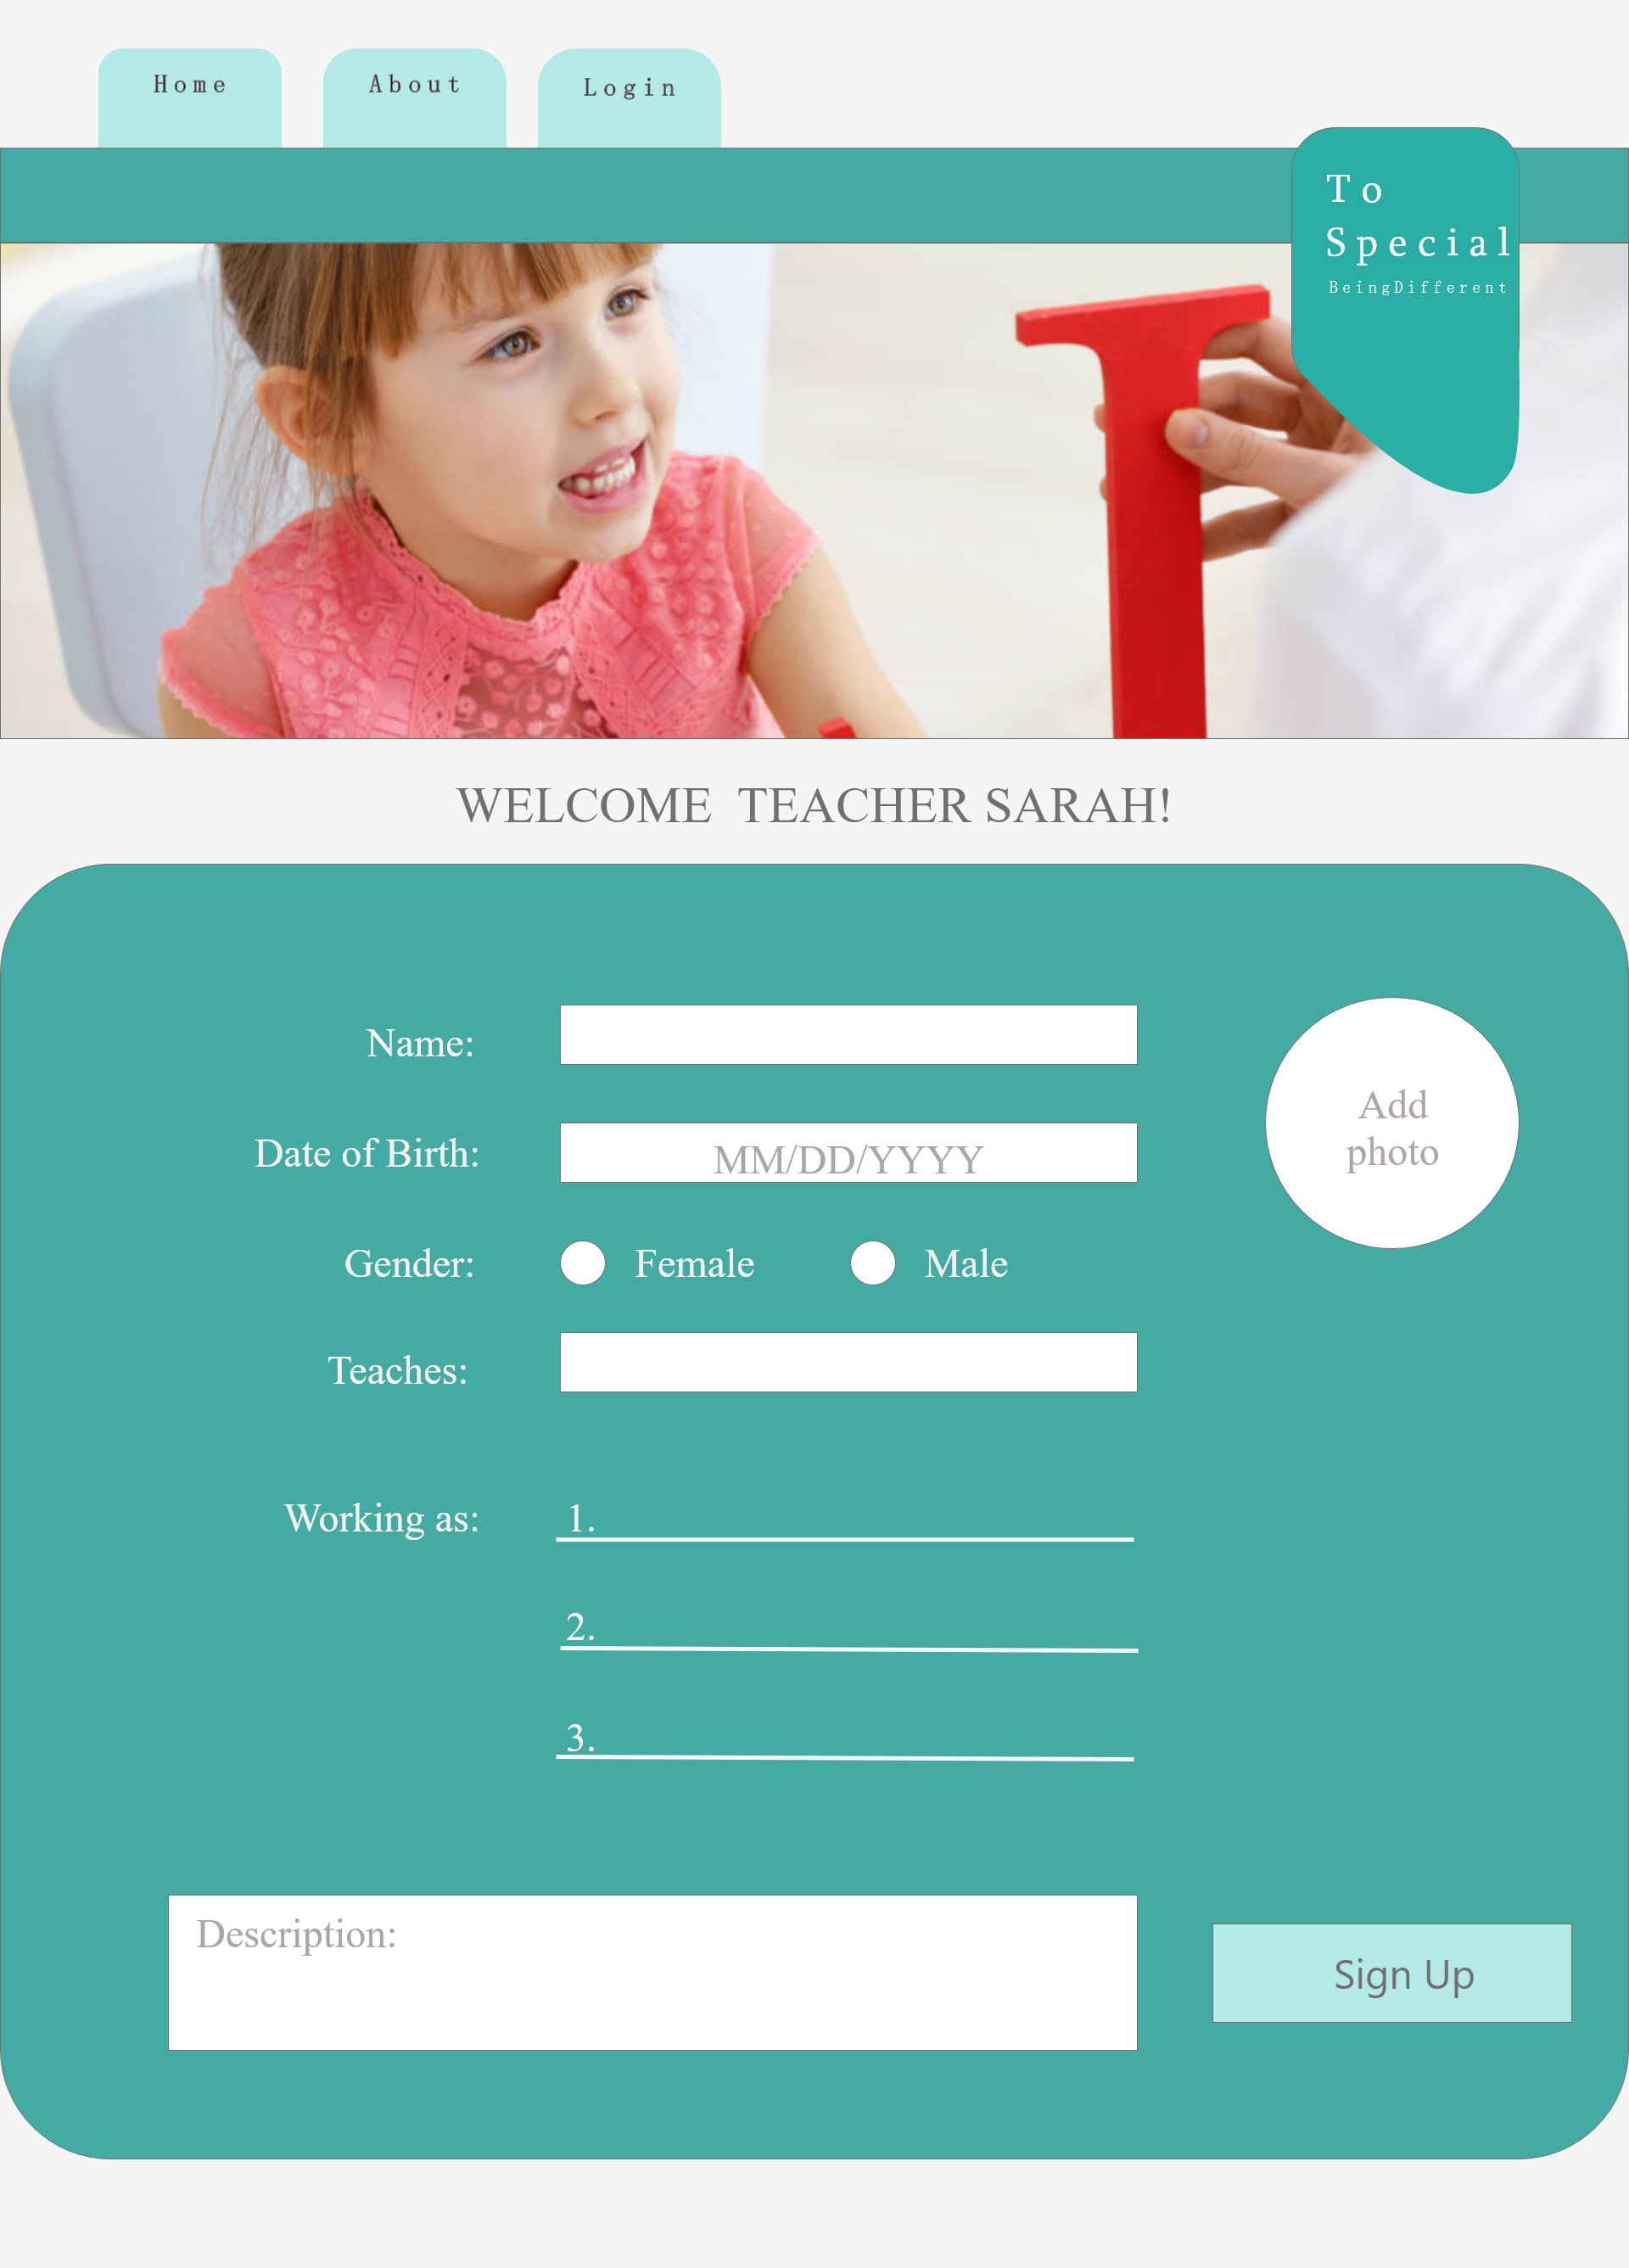 Home
About
Login
To
Special
BeingDifferent
WELCOME  TEACHER SARAH!
Name:
Add
photo
Date of Birth:
MM/DD/YYYY
Gender:
Female
Male
Teaches:
Working as:
1.
2.
3.
Description:
Sign Up